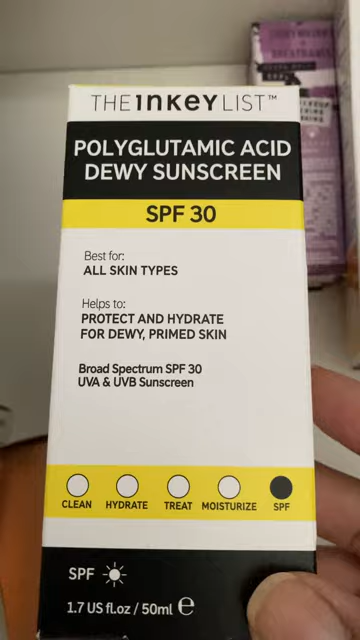 THE INKEY LIST™
POLYGLUTAMIC ACID
DEWY SUNSCREEN
SPF 30
Best for:
ALL SKIN TYPES
Helps to:
PROTECT AND HYDRATE
FOR DEWY, PRIMED SKIN
Broad Spectrum SPF 30
UVA & UVB Sunscreen
CLEAN HYDRATE TREAT MOISTURIZE SPF
SPF
1.7 US fl.oz / 50ml ℮